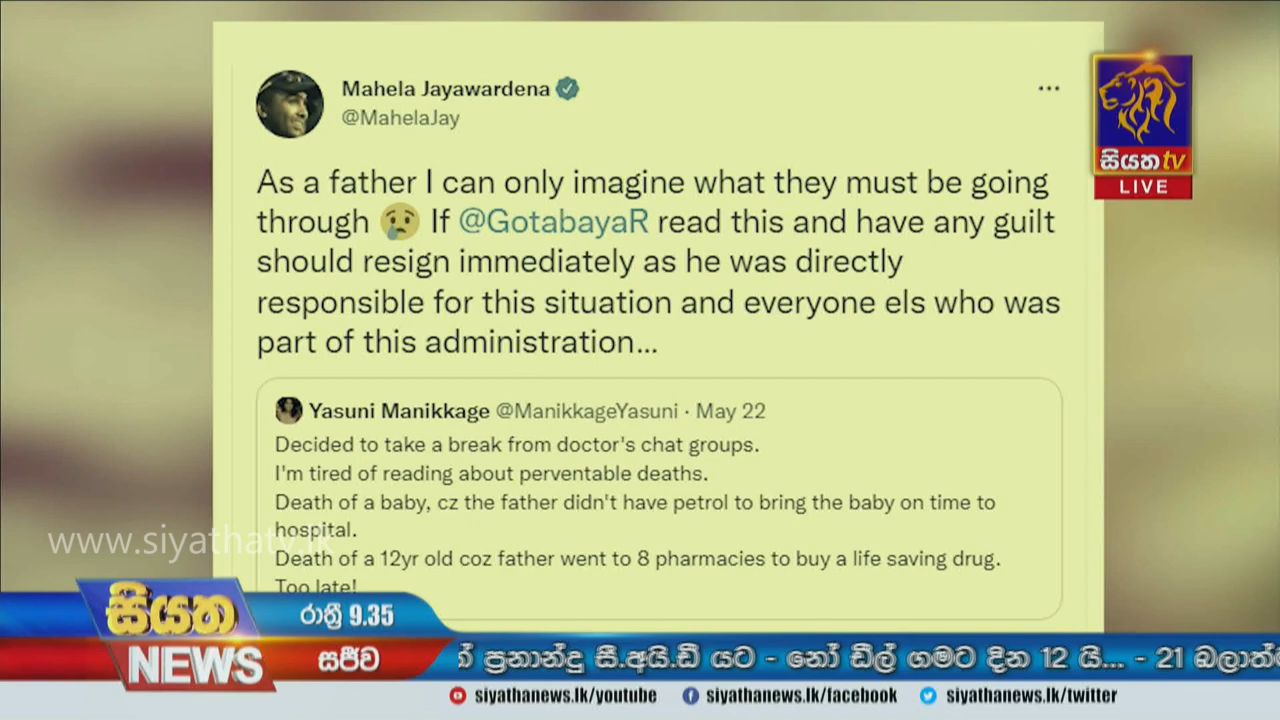 Mahela Jayawardena
@MahelaJay
As a father I can only imagine what they must be going
through 😢 If @GotabayaR read this and have any guilt
should resign immediately as he was directly
responsible for this situation and everyone els who was
part of this administration...
Yasuni Manikkage @ManikkageYasuni · May 22
Decided to take a break from doctor's chat groups.
I'm tired of reading about perventable deaths.
Death of a baby, cz the father didn't have petrol to bring the baby on time to
hospital.
Death of a 12yr old coz father went to 8 pharmacies to buy a life saving drug.
Too late!
සියත tv
LIVE
www.siyathatv.lk
සියත
NEWS
රාත්‍රී 9.35
සජීව
ප්‍රනාන්දු සී.අයි.ඩී යට - නෝ ඩීල් ගමට දින 12 යි... - 21
siyathanews.lk/youtube siyathanews.lk/facebook siyathanews.lk/twitter